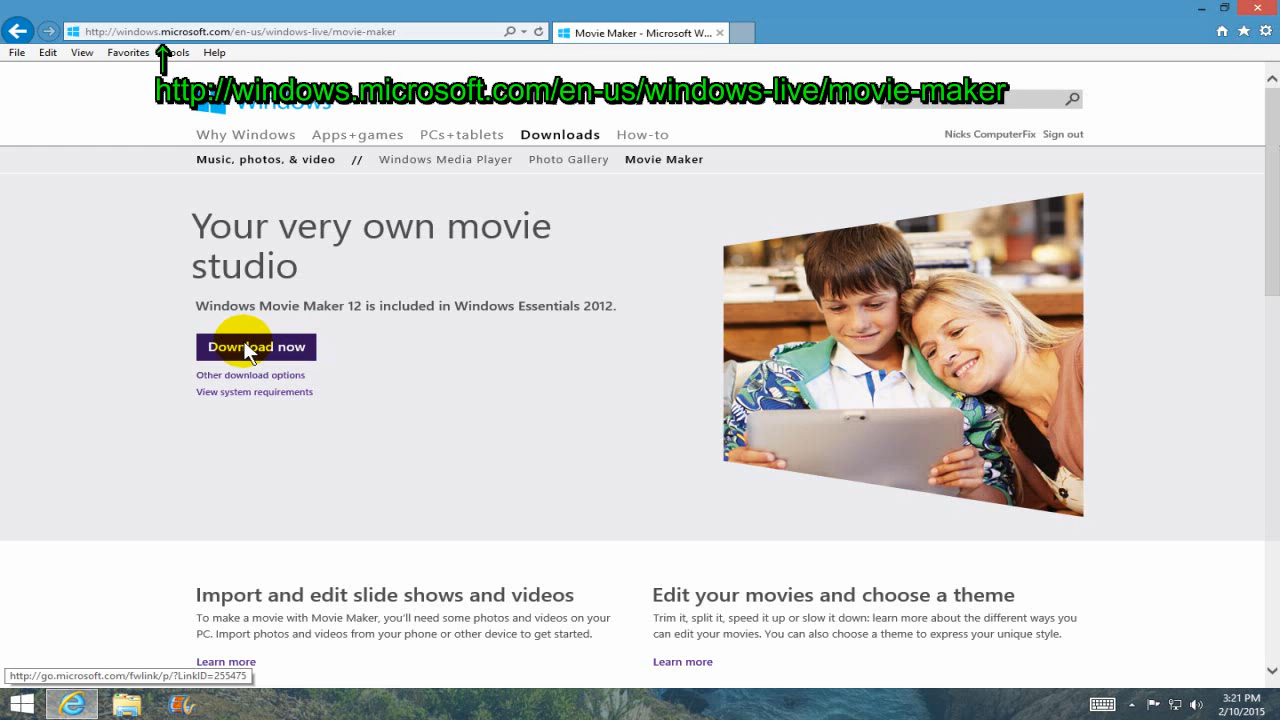 http://windows.microsoft.com/en-us/windows-live/movie-maker
Movie Maker - Microsoft W...
File Edit View Favorites Tools Help
http://windows.microsoft.com/en-us/windows-live/movie-maker
Windows
Why Windows Apps+games PCs+tablets Downloads How-to
Nicks ComputerFix Sign out
Music, photos, & video // Windows Media Player Photo Gallery Movie Maker
Your very own movie
studio
Windows Movie Maker 12 is included in Windows Essentials 2012.
Download now
Other download options
View system requirements
Import and edit slide shows and videos
To make a movie with Movie Maker, you'll need some photos and videos on your
PC. Import photos and videos from your phone or other device to get started.
Learn more
Edit your movies and choose a theme
Trim it, split it, speed it up or slow it down: learn more about the different ways you
can edit your movies. You can also choose a theme to express your unique style.
Learn more
http://go.microsoft.com/fwlink/p/?LinkID=255475
3:21 PM
2/10/2015